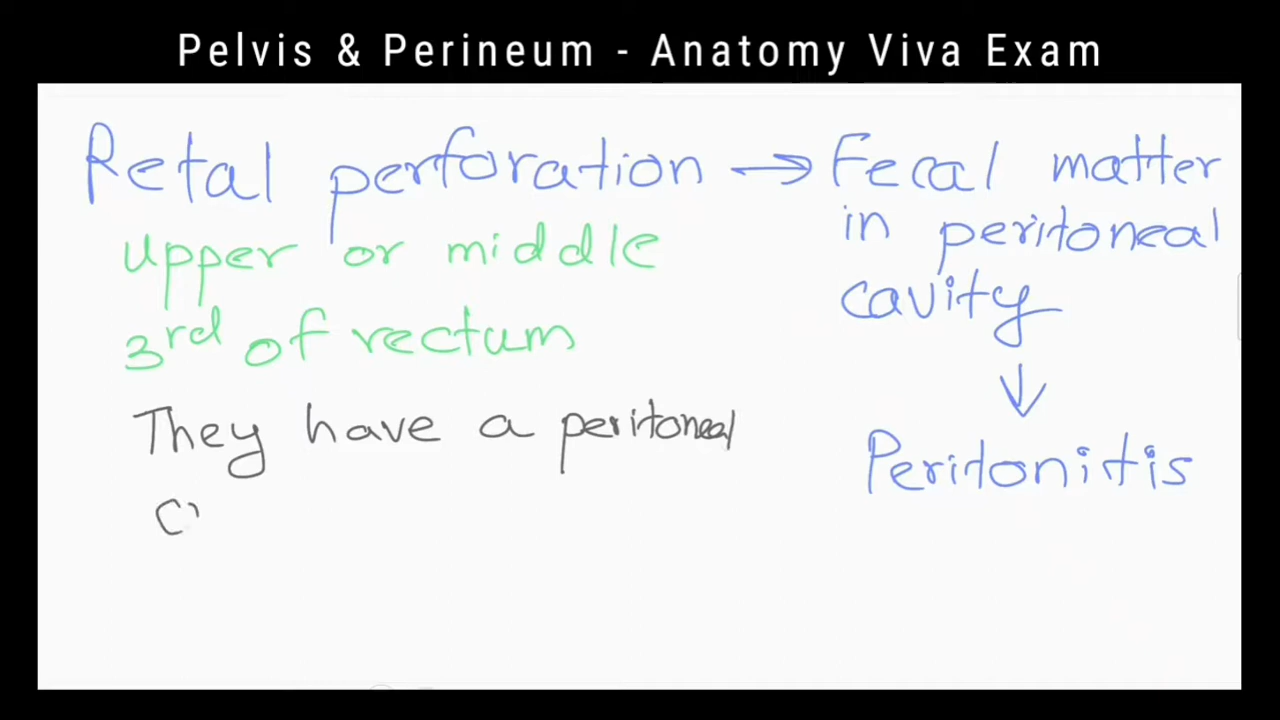 Pelvis & Perineum - Anatomy Viva Exam
Retal perforation → Fecal matter
in peritoneal
cavity
↓
Peritonitis
upper or middle
3rd of rectum
They have a peritoneal